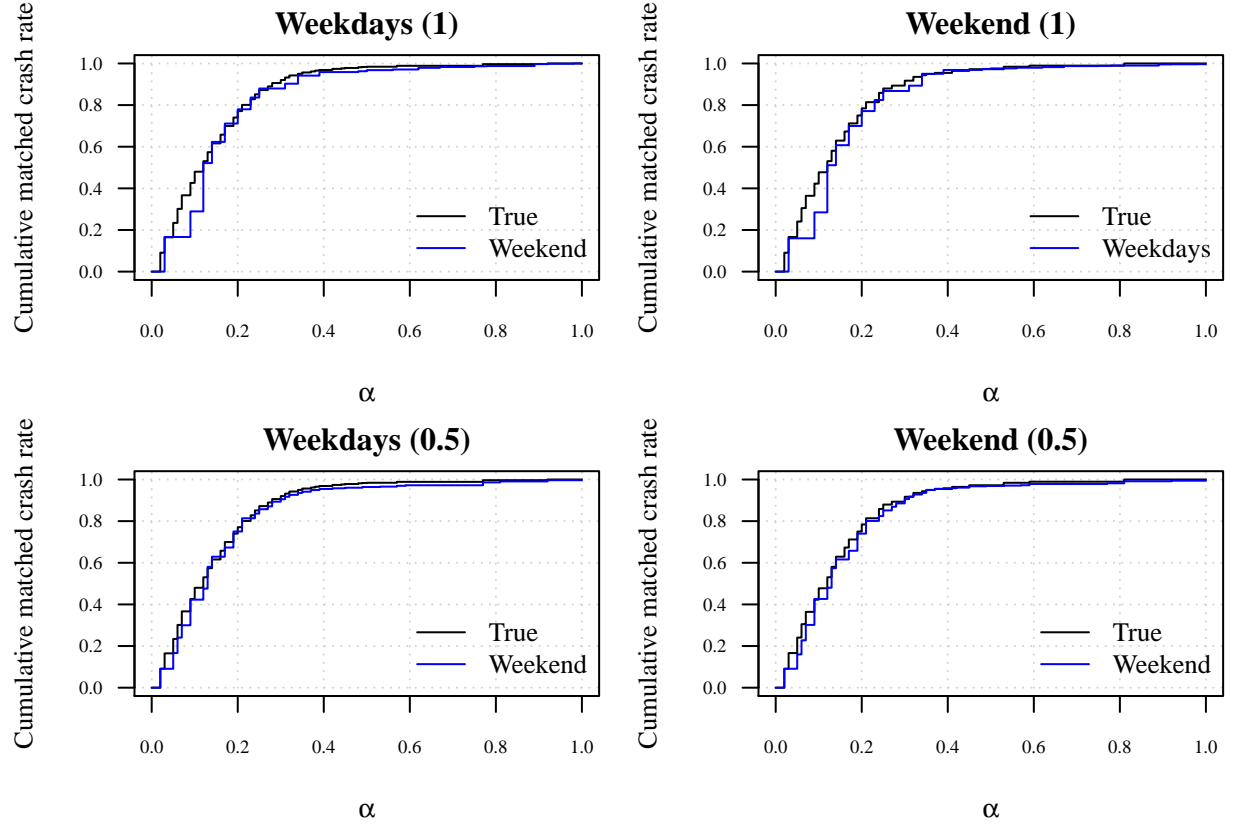 Weekdays (1)
Cumulative matched crash rate
1.0
0.8
0.6
0.4
0.2
0.0
True
Weekend
0.0 0.2 0.4 0.6 0.8 1.0
α
Weekend (1)
Cumulative matched crash rate
1.0
0.8
0.6
0.4
0.2
0.0
True
Weekdays
0.0 0.2 0.4 0.6 0.8 1.0
α
Weekdays (0.5)
Cumulative matched crash rate
1.0
0.8
0.6
0.4
0.2
0.0
True
Weekend
0.0 0.2 0.4 0.6 0.8 1.0
α
Weekend (0.5)
Cumulative matched crash rate
1.0
0.8
0.6
0.4
0.2
0.0
True
Weekend
0.0 0.2 0.4 0.6 0.8 1.0
α